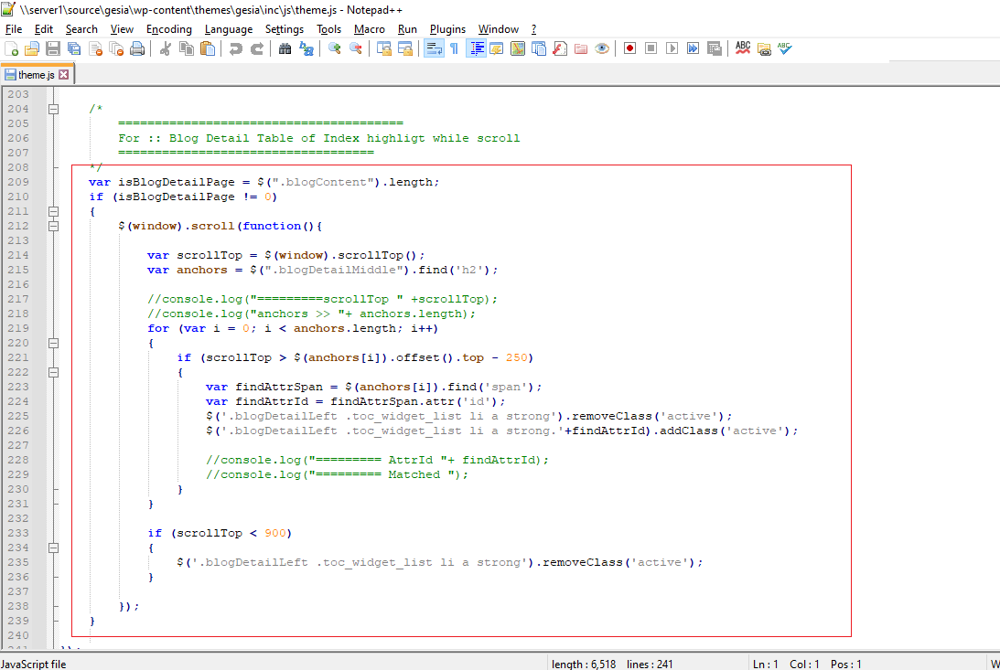 \\server1\source\gesia\wp-content\themes\gesia\inc\js\theme.js - Notepad++
File Edit Search View Encoding Language Settings Tools Macro Run Plugins Window ?
ABC ABC
theme.js
203
204 /*
205 =======================================
206 For :: Blog Detail Table of Index highligt while scroll
207 ===================================
208 */
209 var isBlogDetailPage = $(".blogContent").length;
210 if (isBlogDetailPage != 0)
211 {
212 $(window).scroll(function(){
213
214 var scrollTop = $(window).scrollTop();
215 var anchors = $(".blogDetailMiddle").find('h2');
216
217 //console.log("=========scrollTop " +scrollTop);
218 //console.log("anchors >> "+ anchors.length);
219 for (var i = 0; i < anchors.length; i++)
220 {
221 if (scrollTop > $(anchors[i]).offset().top - 250)
222 {
223 var findAttrSpan = $(anchors[i]).find('span');
224 var findAttrId = findAttrSpan.attr('id');
225 $('.blogDetailLeft .toc_widget_list li a strong').removeClass('active');
226 $('.blogDetailLeft .toc_widget_list li a strong.'+findAttrId).addClass('active');
227
228 //console.log("========= AttrId "+ findAttrId);
229 //console.log("========= Matched ");
230 }
231 }
232
233 if (scrollTop < 900)
234 {
235 $('.blogDetailLeft .toc_widget_list li a strong').removeClass('active');
236 }
237
238 });
239 }
240
JavaScript file length : 6,518 lines : 241 Ln : 1 Col : 1 Pos : 1 W